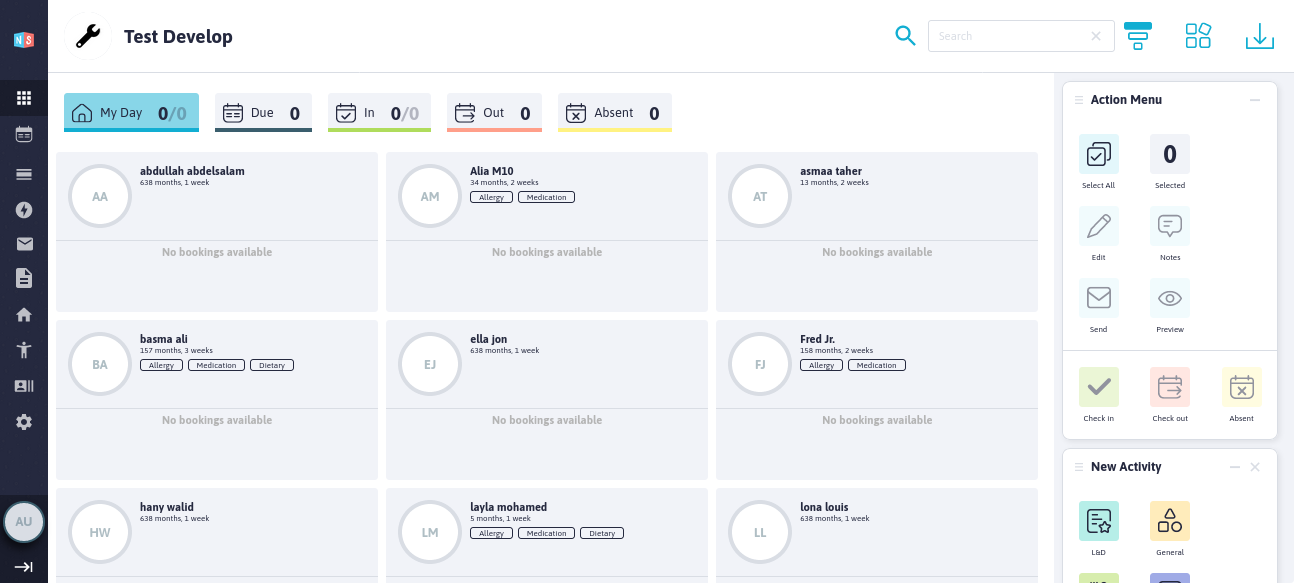 NS
Test Develop
Search
My Day 0/0
Due 0
In 0/0
Out 0
Absent 0
AA
abdullah abdelsalam
638 months, 1 week
No bookings available
AM
Alia M10
34 months, 2 weeks
Allergy
Medication
No bookings available
AT
asmaa taher
13 months, 2 weeks
No bookings available
BA
basma ali
157 months, 3 weeks
Allergy
Medication
Dietary
No bookings available
EJ
ella jon
638 months, 1 week
No bookings available
FJ
Fred Jr.
158 months, 2 weeks
Allergy
Medication
No bookings available
HW
hany walid
638 months, 1 week
LM
layla mohamed
5 months, 1 week
Allergy
Medication
Dietary
LL
lona louis
638 months, 1 week
Action Menu
Select All
0
Selected
Edit
Notes
Send
Preview
Check in
Check out
Absent
New Activity
L&D
General
AU